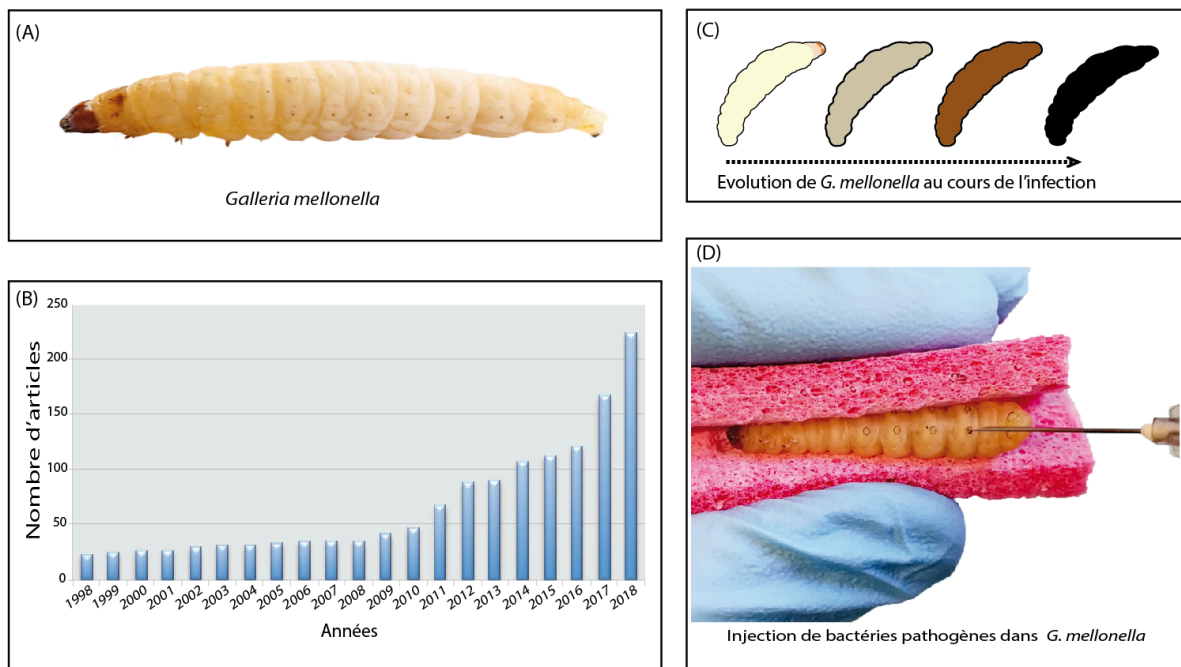 (A)
Galleria mellonella
(B)
250
200
150
100
50
0
Nombre d'articles
1998 1999 2000 2001 2002 2003 2004 2005 2006 2007 2008 2009 2010 2011 2012 2013 2014 2015 2016 2017 2018
Années
(C)
Evolution de G. mellonella au cours de l'infection
(D)
Injection de bactéries pathogènes dans G. mellonella